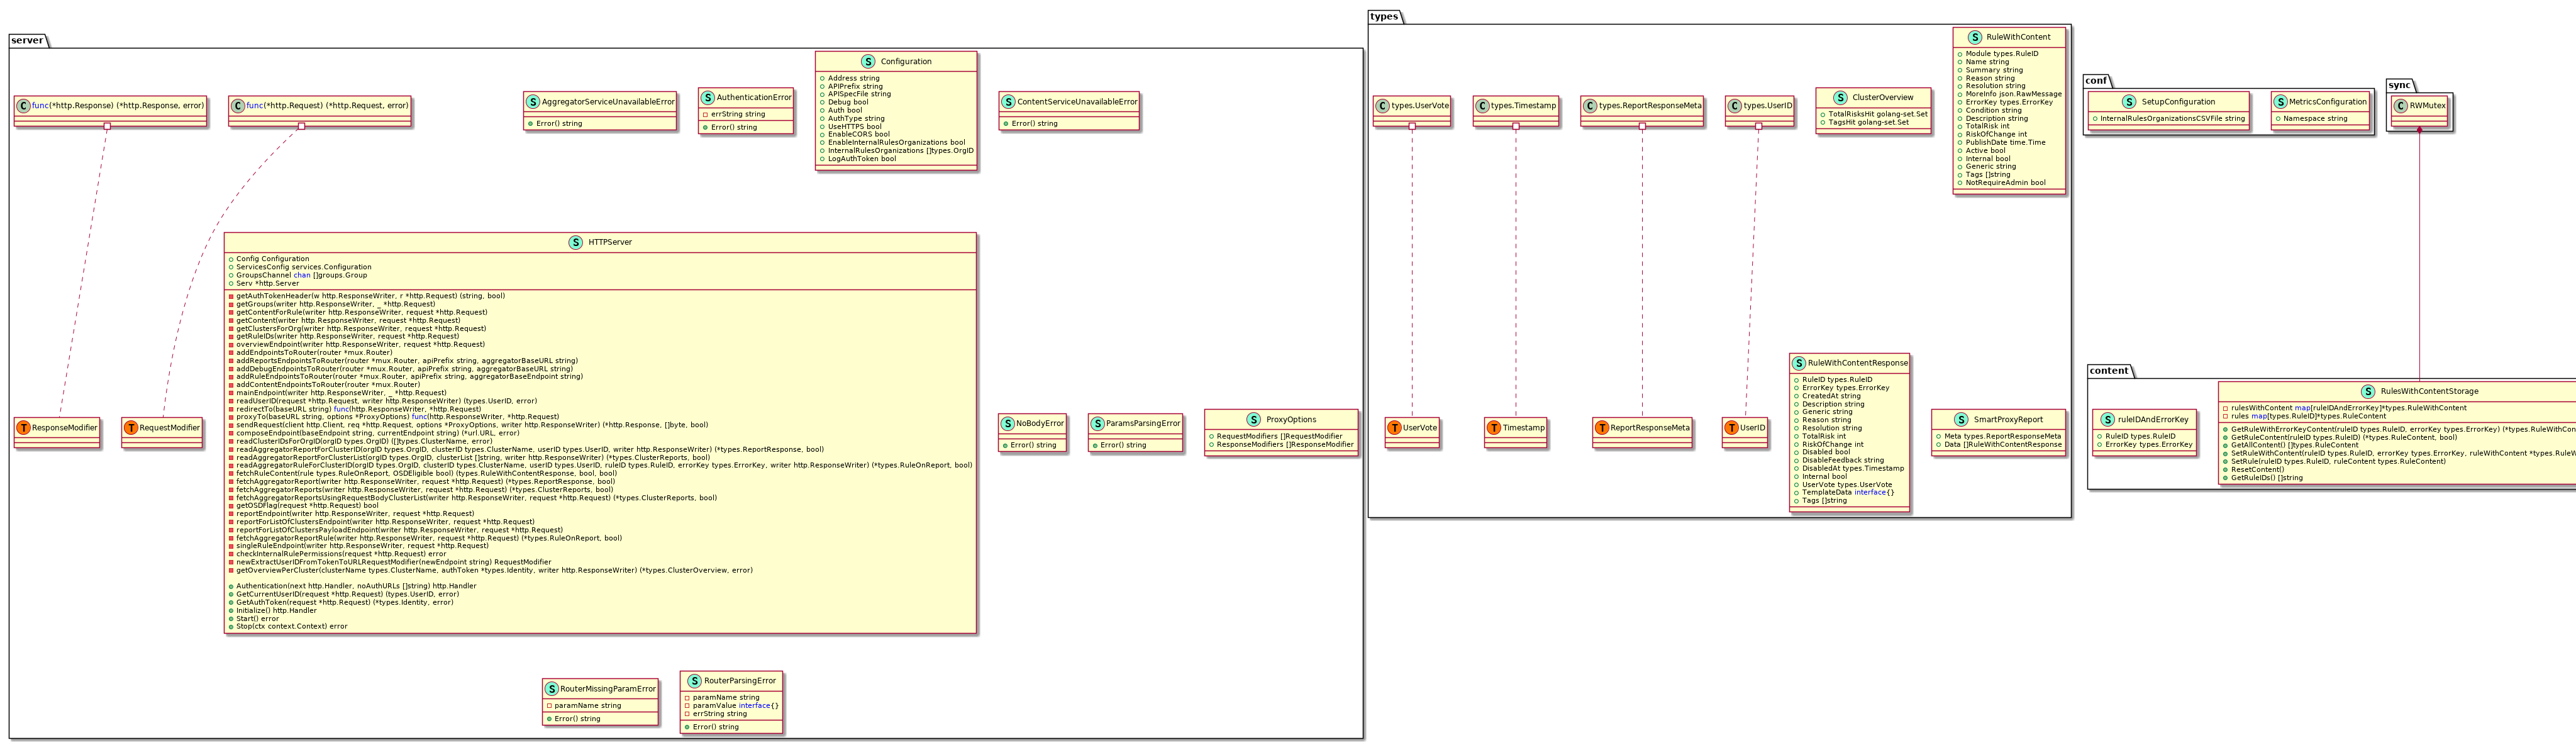 server
C func(*http.Response) (*http.Response, error)
C func(*http.Request) (*http.Request, error)
S AggregatorServiceUnavailableError
Error() string
S AuthenticationError
errString string
Error() string
S Configuration
Address string
APIPrefix string
APISpecFile string
Debug bool
Auth bool
AuthType string
UseHTTPS bool
EnableCORS bool
EnableInternalRulesOrganizations bool
InternalRulesOrganizations []types.OrgID
LogAuthToken bool
S ContentServiceUnavailableError
Error() string
S HTTPServer
Config Configuration
ServicesConfig services.Configuration
GroupsChannel chan []groups.Group
Serv *http.Server
getAuthTokenHeader(w http.ResponseWriter, r *http.Request) (string, bool)
getGroups(writer http.ResponseWriter, _ *http.Request)
getContentForRule(writer http.ResponseWriter, request *http.Request)
getContent(writer http.ResponseWriter, request *http.Request)
getClustersForOrg(writer http.ResponseWriter, request *http.Request)
getRuleIDs(writer http.ResponseWriter, request *http.Request)
overviewEndpoint(writer http.ResponseWriter, request *http.Request)
addEndpointsToRouter(router *mux.Router)
addReportsEndpointsToRouter(router *mux.Router, apiPrefix string, aggregatorBaseURL string)
addDebugEndpointsToRouter(router *mux.Router, apiPrefix string, aggregatorBaseURL string)
addRuleEndpointsToRouter(router *mux.Router, apiPrefix string, aggregatorBaseEndpoint string)
addContentEndpointsToRouter(router *mux.Router)
mainEndpoint(writer http.ResponseWriter, _ *http.Request)
readUserID(request *http.Request, writer http.ResponseWriter) (types.UserID, error)
redirectTo(baseURL string) func(http.ResponseWriter, *http.Request)
proxyTo(baseURL string, options *ProxyOptions) func(http.ResponseWriter, *http.Request)
sendRequest(client http.Client, req *http.Request, options *ProxyOptions, writer http.ResponseWriter) (*http.Response, []byte, bool)
composeEndpoint(baseEndpoint string, currentEndpoint string) (*url.URL, error)
readClusterIDsForOrgID(orgID types.OrgID) ([]types.ClusterName, error)
readAggregatorReportForClusterID(orgID types.OrgID, clusterID types.ClusterName, userID types.UserID, writer http.ResponseWriter) (*types.ReportResponse, bool)
readAggregatorReportForClusterList(orgID types.OrgID, clusterList []string, writer http.ResponseWriter) (*types.ClusterReports, bool)
readAggregatorRuleForClusterID(orgID types.OrgID, clusterID types.ClusterName, userID types.UserID, ruleID types.RuleID, errorKey types.ErrorKey, writer http.ResponseWriter) (*types.RuleOnReport, bool)
fetchRuleContent(rule types.RuleOnReport, OSDEligible bool) (types.RuleWithContentResponse, bool, bool)
fetchAggregatorReport(writer http.ResponseWriter, request *http.Request) (*types.ReportResponse, bool)
fetchAggregatorReports(writer http.ResponseWriter, request *http.Request) (*types.ClusterReports, bool)
fetchAggregatorReportsUsingRequestBodyClusterList(writer http.ResponseWriter, request *http.Request) (*types.ClusterReports, bool)
getOSDFlag(request *http.Request) bool
reportEndpoint(writer http.ResponseWriter, request *http.Request)
reportForListOfClustersEndpoint(writer http.ResponseWriter, request *http.Request)
reportForListOfClustersPayloadEndpoint(writer http.ResponseWriter, request *http.Request)
fetchAggregatorReportRule(writer http.ResponseWriter, request *http.Request) (*types.RuleOnReport, bool)
singleRuleEndpoint(writer http.ResponseWriter, request *http.Request)
checkInternalRulePermissions(request *http.Request) error
newExtractUserIDFromTokenToURLRequestModifier(newEndpoint string) RequestModifier
getOverviewPerCluster(clusterName types.ClusterName, authToken *types.Identity, writer http.ResponseWriter) (*types.ClusterOverview, error)
Authentication(next http.Handler, noAuthURLs []string) http.Handler
GetCurrentUserID(request *http.Request) (types.UserID, error)
GetAuthToken(request *http.Request) (*types.Identity, error)
Initialize() http.Handler
Start() error
Stop(ctx context.Context) error
T ResponseModifier
T RequestModifier
S NoBodyError
Error() string
S ParamsParsingError
Error() string
S ProxyOptions
RequestModifiers []RequestModifier
ResponseModifiers []ResponseModifier
S RouterMissingParamError
paramName string
Error() string
S RouterParsingError
paramName string
paramValue interface{}
errString string
Error() string
types
C types.UserVote
C types.Timestamp
C types.ReportResponseMeta
C types.UserID
S ClusterOverview
TotalRisksHit golang-set.Set
TagsHit golang-set.Set
S RuleWithContent
Module types.RuleID
Name string
Summary string
Reason string
Resolution string
MoreInfo json.RawMessage
ErrorKey types.ErrorKey
Condition string
Description string
TotalRisk int
RiskOfChange int
PublishDate time.Time
Active bool
Internal bool
Generic string
Tags []string
NotRequireAdmin bool
T UserVote
T Timestamp
T ReportResponseMeta
T UserID
S RuleWithContentResponse
RuleID types.RuleID
ErrorKey types.ErrorKey
CreatedAt string
Description string
Generic string
Reason string
Resolution string
TotalRisk int
RiskOfChange int
Disabled bool
DisableFeedback string
DisabledAt types.Timestamp
Internal bool
UserVote types.UserVote
TemplateData interface{}
Tags []string
S SmartProxyReport
Meta types.ReportResponseMeta
Data []RuleWithContentResponse
conf
S SetupConfiguration
InternalRulesOrganizationsCSVFile string
S MetricsConfiguration
Namespace string
sync
C RWMutex
content
S ruleIDAndErrorKey
RuleID types.RuleID
ErrorKey types.ErrorKey
S RulesWithContentStorage
rulesWithContent map[ruleIDAndErrorKey]*types.RuleWithContent
rules map[types.RuleID]*types.RuleContent
GetRuleWithErrorKeyContent(ruleID types.RuleID, errorKey types.ErrorKey) (*types.RuleWithCon
GetRuleContent(ruleID types.RuleID) (*types.RuleContent, bool)
GetAllContent() []types.RuleContent
SetRuleWithContent(ruleID types.RuleID, errorKey types.ErrorKey, ruleWithContent *types.RuleW
SetRule(ruleID types.RuleID, ruleContent types.RuleContent)
ResetContent()
GetRuleIDs() []string